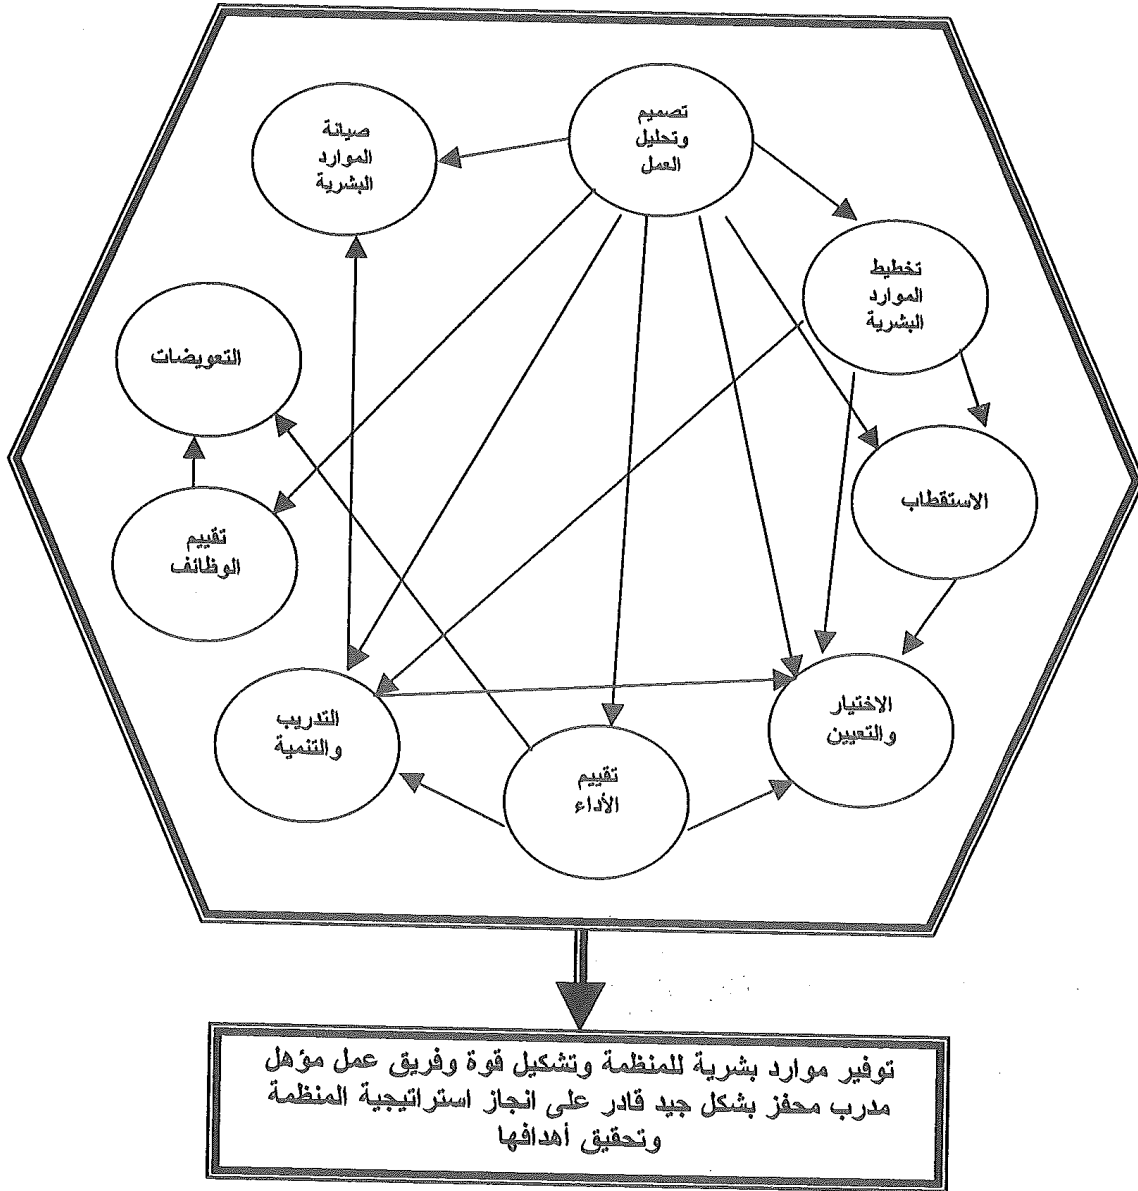 تصميم
وتحليل
العمل
صيانة
الموارد
البشرية
تخطيط
الموارد
البشرية
التعويضات
الاستقطاب
تقييم
الوظائف
الاختيار
والتعيين
التدريب
والتنمية
تقييم
الأداء
توفير موارد بشرية للمنظمة وتشكيل قوة وفريق عمل مؤهل
مدرب محفز بشكل جيد قادر على انجاز استراتيجية المنظمة
وتحقيق أهدافها